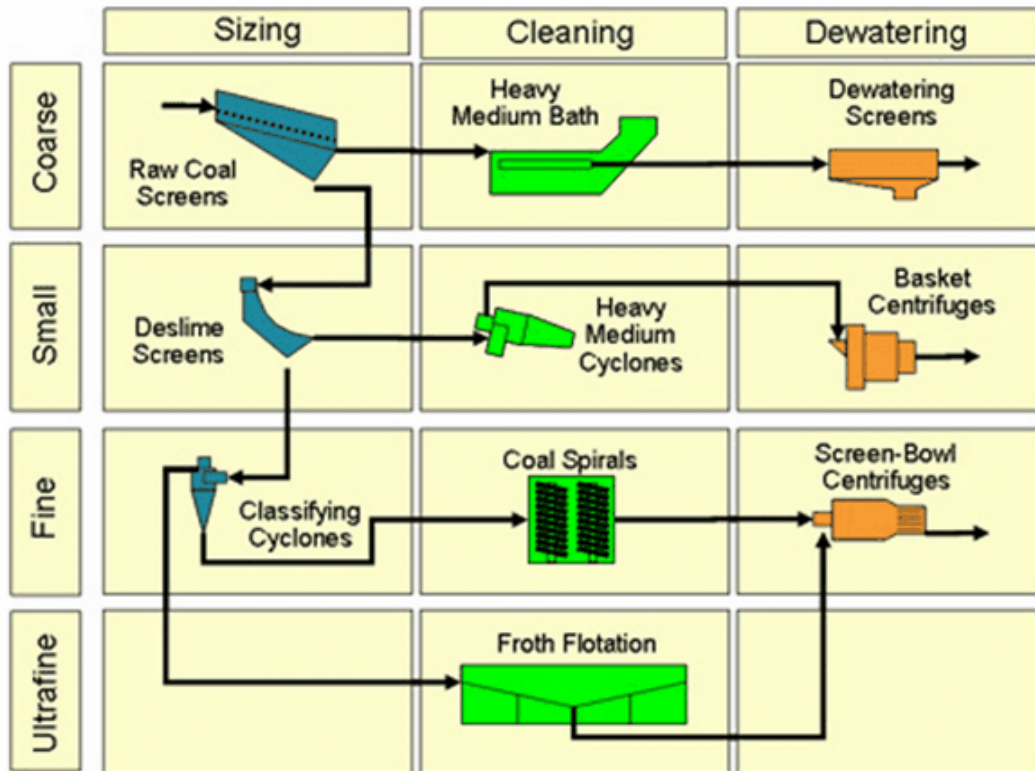 Sizing
Cleaning
Dewatering
Coarse
Raw Coal
Screens
Heavy
Medium Bath
Dewatering
Screens
Small
Deslime
Screens
Heavy
Medium
Cyclones
Basket
Centrifuges
Fine
Classifying
Cyclones
Coal Spirals
Screen-Bowl
Centrifuges
Ultrafine
Froth Flotation